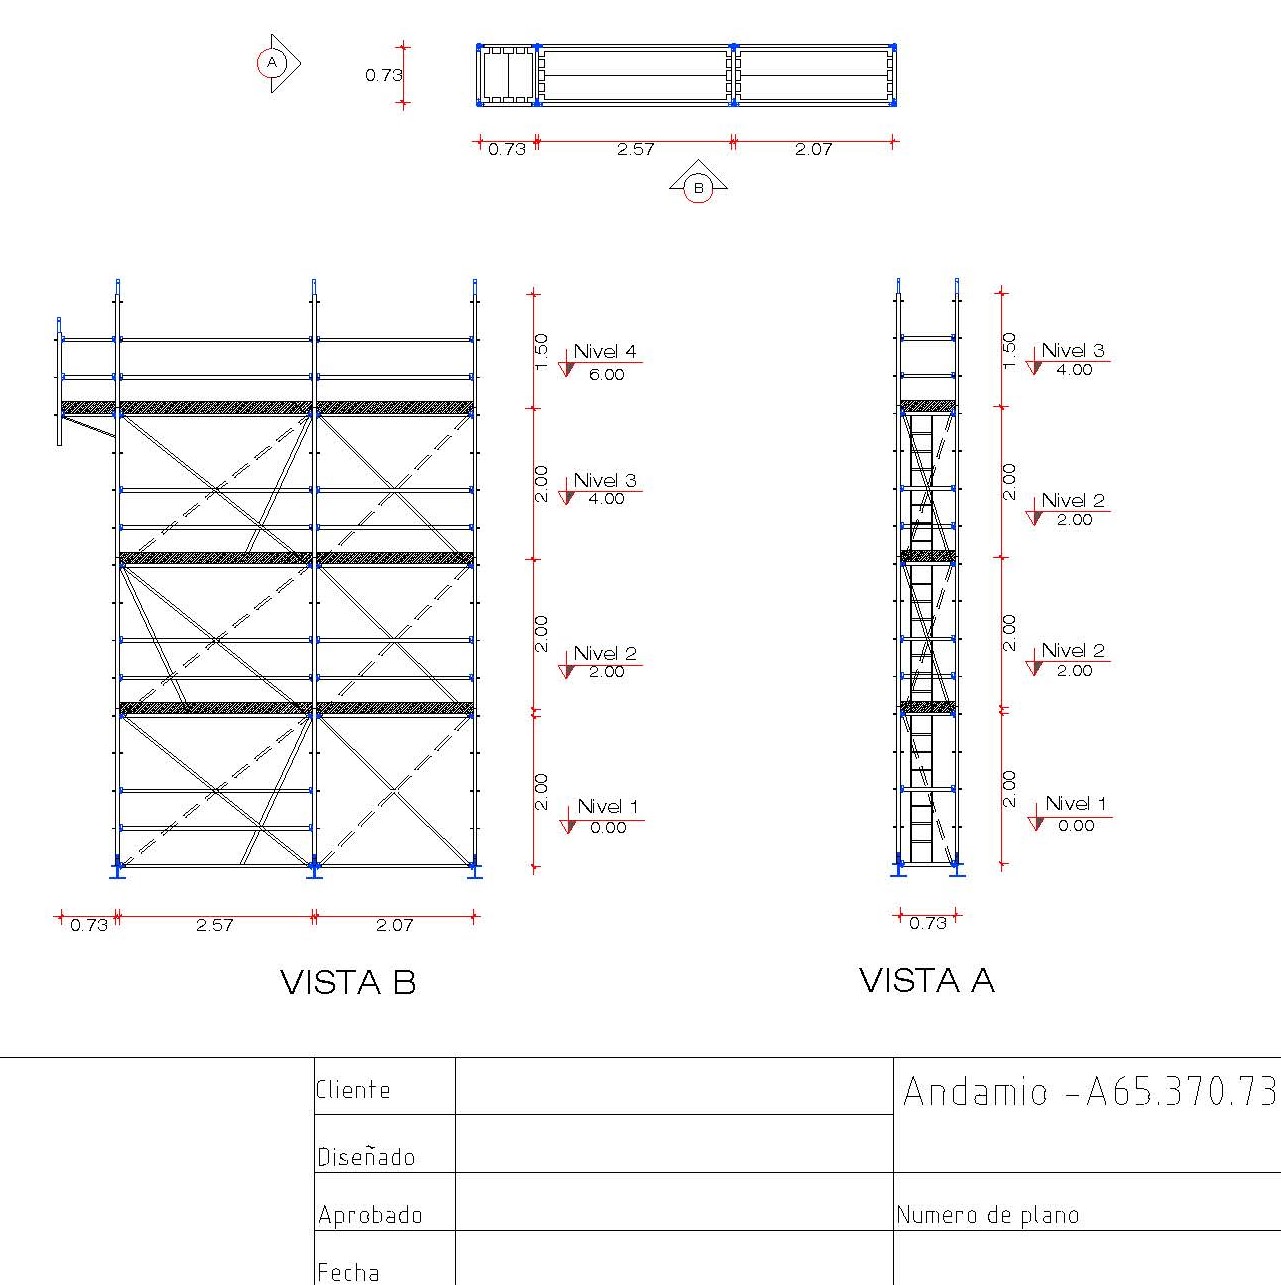 A
0.73
0.73
2.57
2.07
B
1.50
Nivel 4
6.00
2.00
Nivel 3
4.00
2.00
Nivel 2
2.00
2.00
Nivel 1
0.00
0.73
2.57
2.07
VISTA B
1.50
Nivel 3
4.00
2.00
Nivel 2
2.00
2.00
Nivel 2
2.00
2.00
Nivel 1
0.00
0.73
VISTA A
Cliente
Diseñado
Aprobado
Fecha
Andamio -A65.370.73
Numero de plano